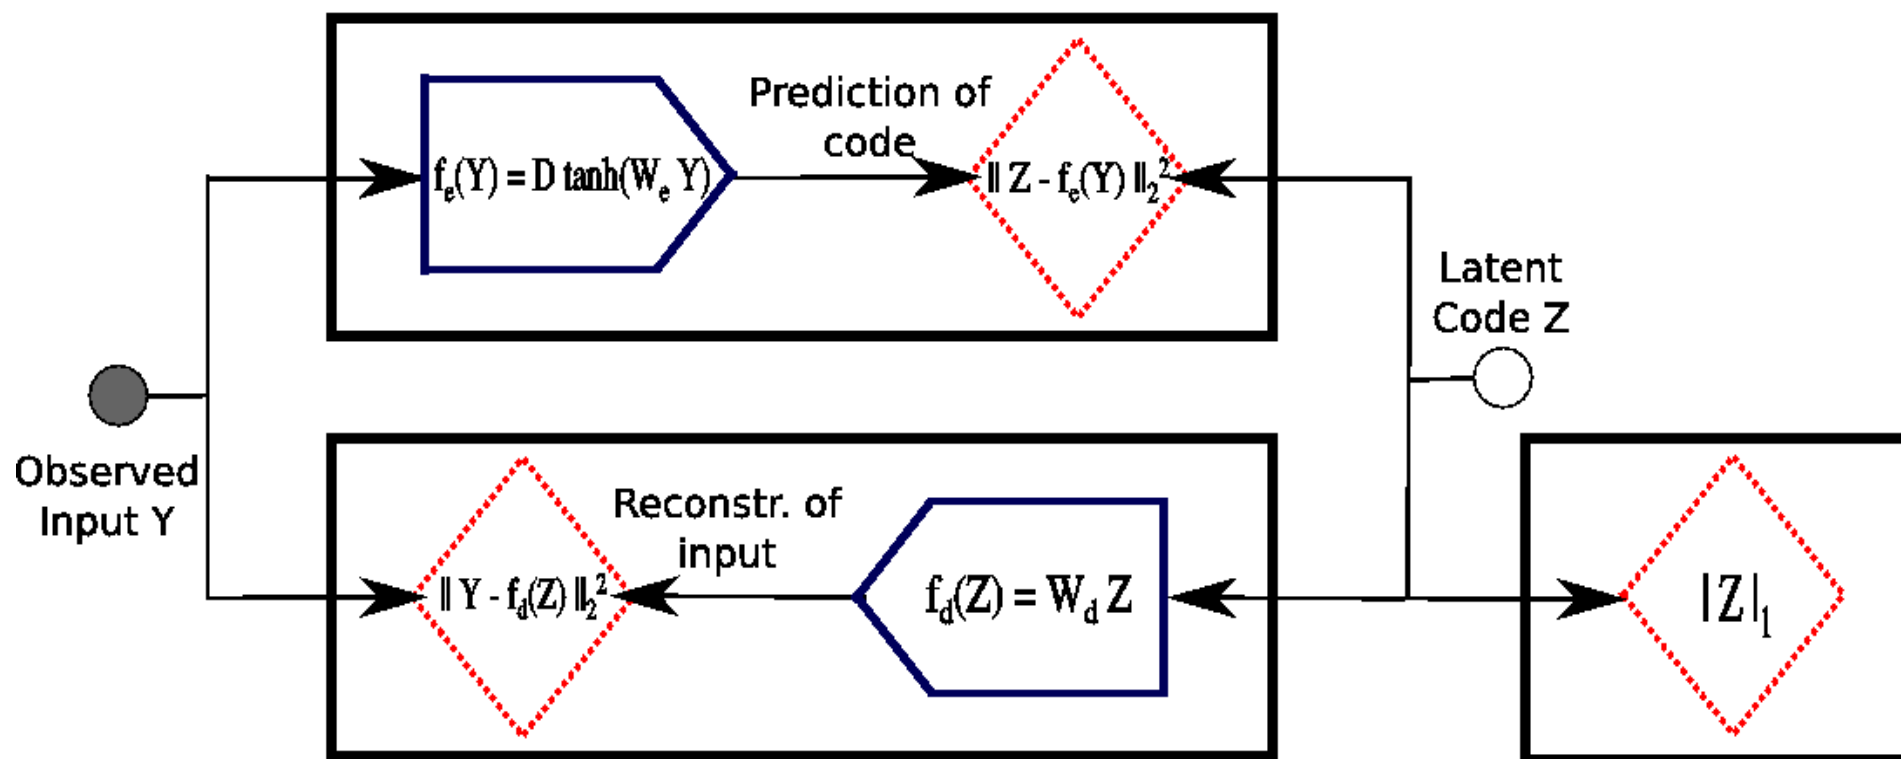 Prediction of
code
f_e(Y) = D tanh(W_e Y)
|| Z - f_e(Y) ||_2^2
Latent
Code Z
Observed
Input Y
Reconstr. of
input
|| Y - f_d(Z) ||_2^2
f_d(Z) = W_d Z
| Z |_1